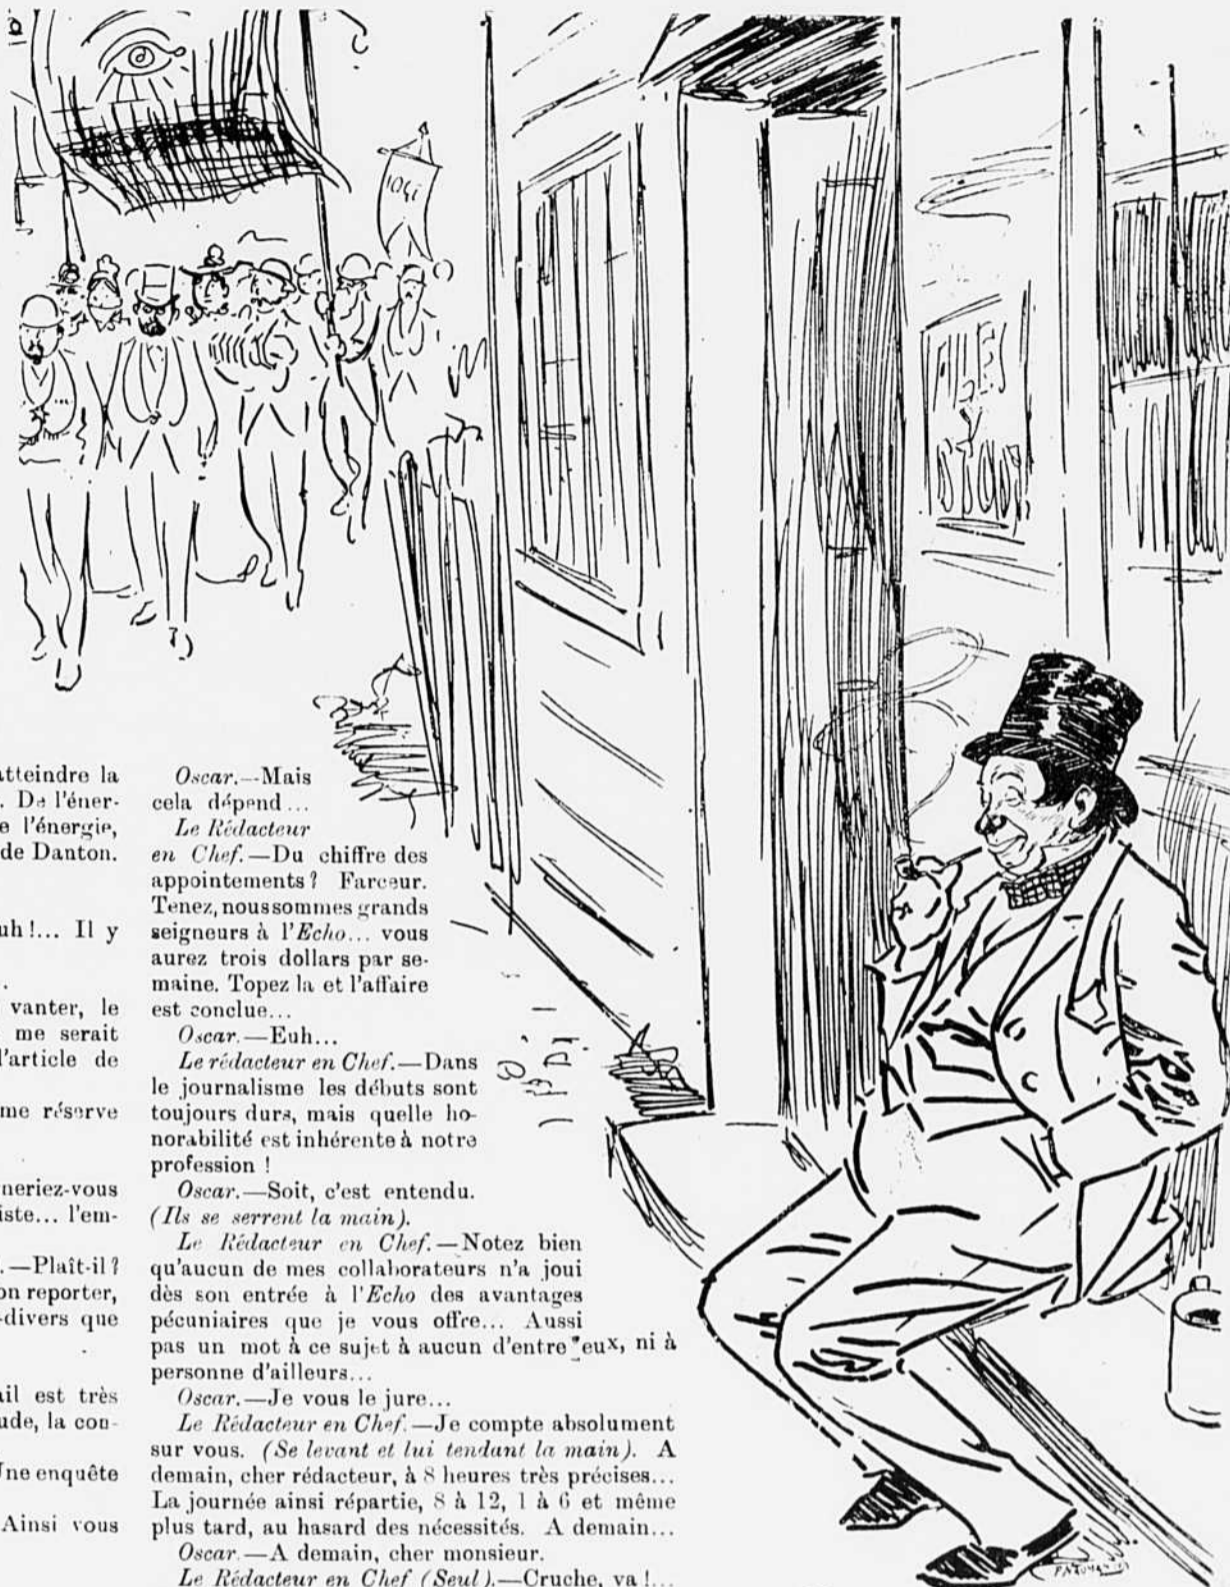 atteindre la
. De l'éner-
e l'énergie,
de Danton.
uh !... Il y
.
vanter, le
me serait
l'article de
me réserve
neriez-vous
iste... l'em-
.—Plaît-il ?
on reporter,
-divers que
ail est très
ude, la con-
Une enquête
Ainsi vous
Oscar.—Mais
cela dépend...
Le Rédacteur
en Chef.—Du chiffre des
appointements ? Farceur.
Tenez, nous sommes grands
seigneurs à l'Echo... vous
aurez trois dollars par se-
maine. Topez la et l'affaire
est conclue...
Oscar.—Euh...
Le rédacteur en Chef.—Dans
le journalisme les débuts sont
toujours durs, mais quelle ho-
norabilité est inhérente à notre
profession !
Oscar.—Soit, c'est entendu.
(Ils se serrent la main).
Le Rédacteur en Chef.—Notez bien
qu'aucun de mes collaborateurs n'a joui
dès son entrée à l'Echo des avantages
pécuniaires que je vous offre... Aussi
pas un mot à ce sujet à aucun d'entre eux, ni à
personne d'ailleurs...
Oscar.—Je vous le jure...
Le Rédacteur en Chef.—Je compte absolument
sur vous. (Se levant et lui tendant la main). A
demain, cher rédacteur, à 8 heures très précises...
La journée ainsi répartie, 8 à 12, 1 à 6 et même
plus tard, au hasard des nécessités. A demain...
Oscar.—A demain, cher monsieur.
Le Rédacteur en Chef (Seul).—Cruche, va !...